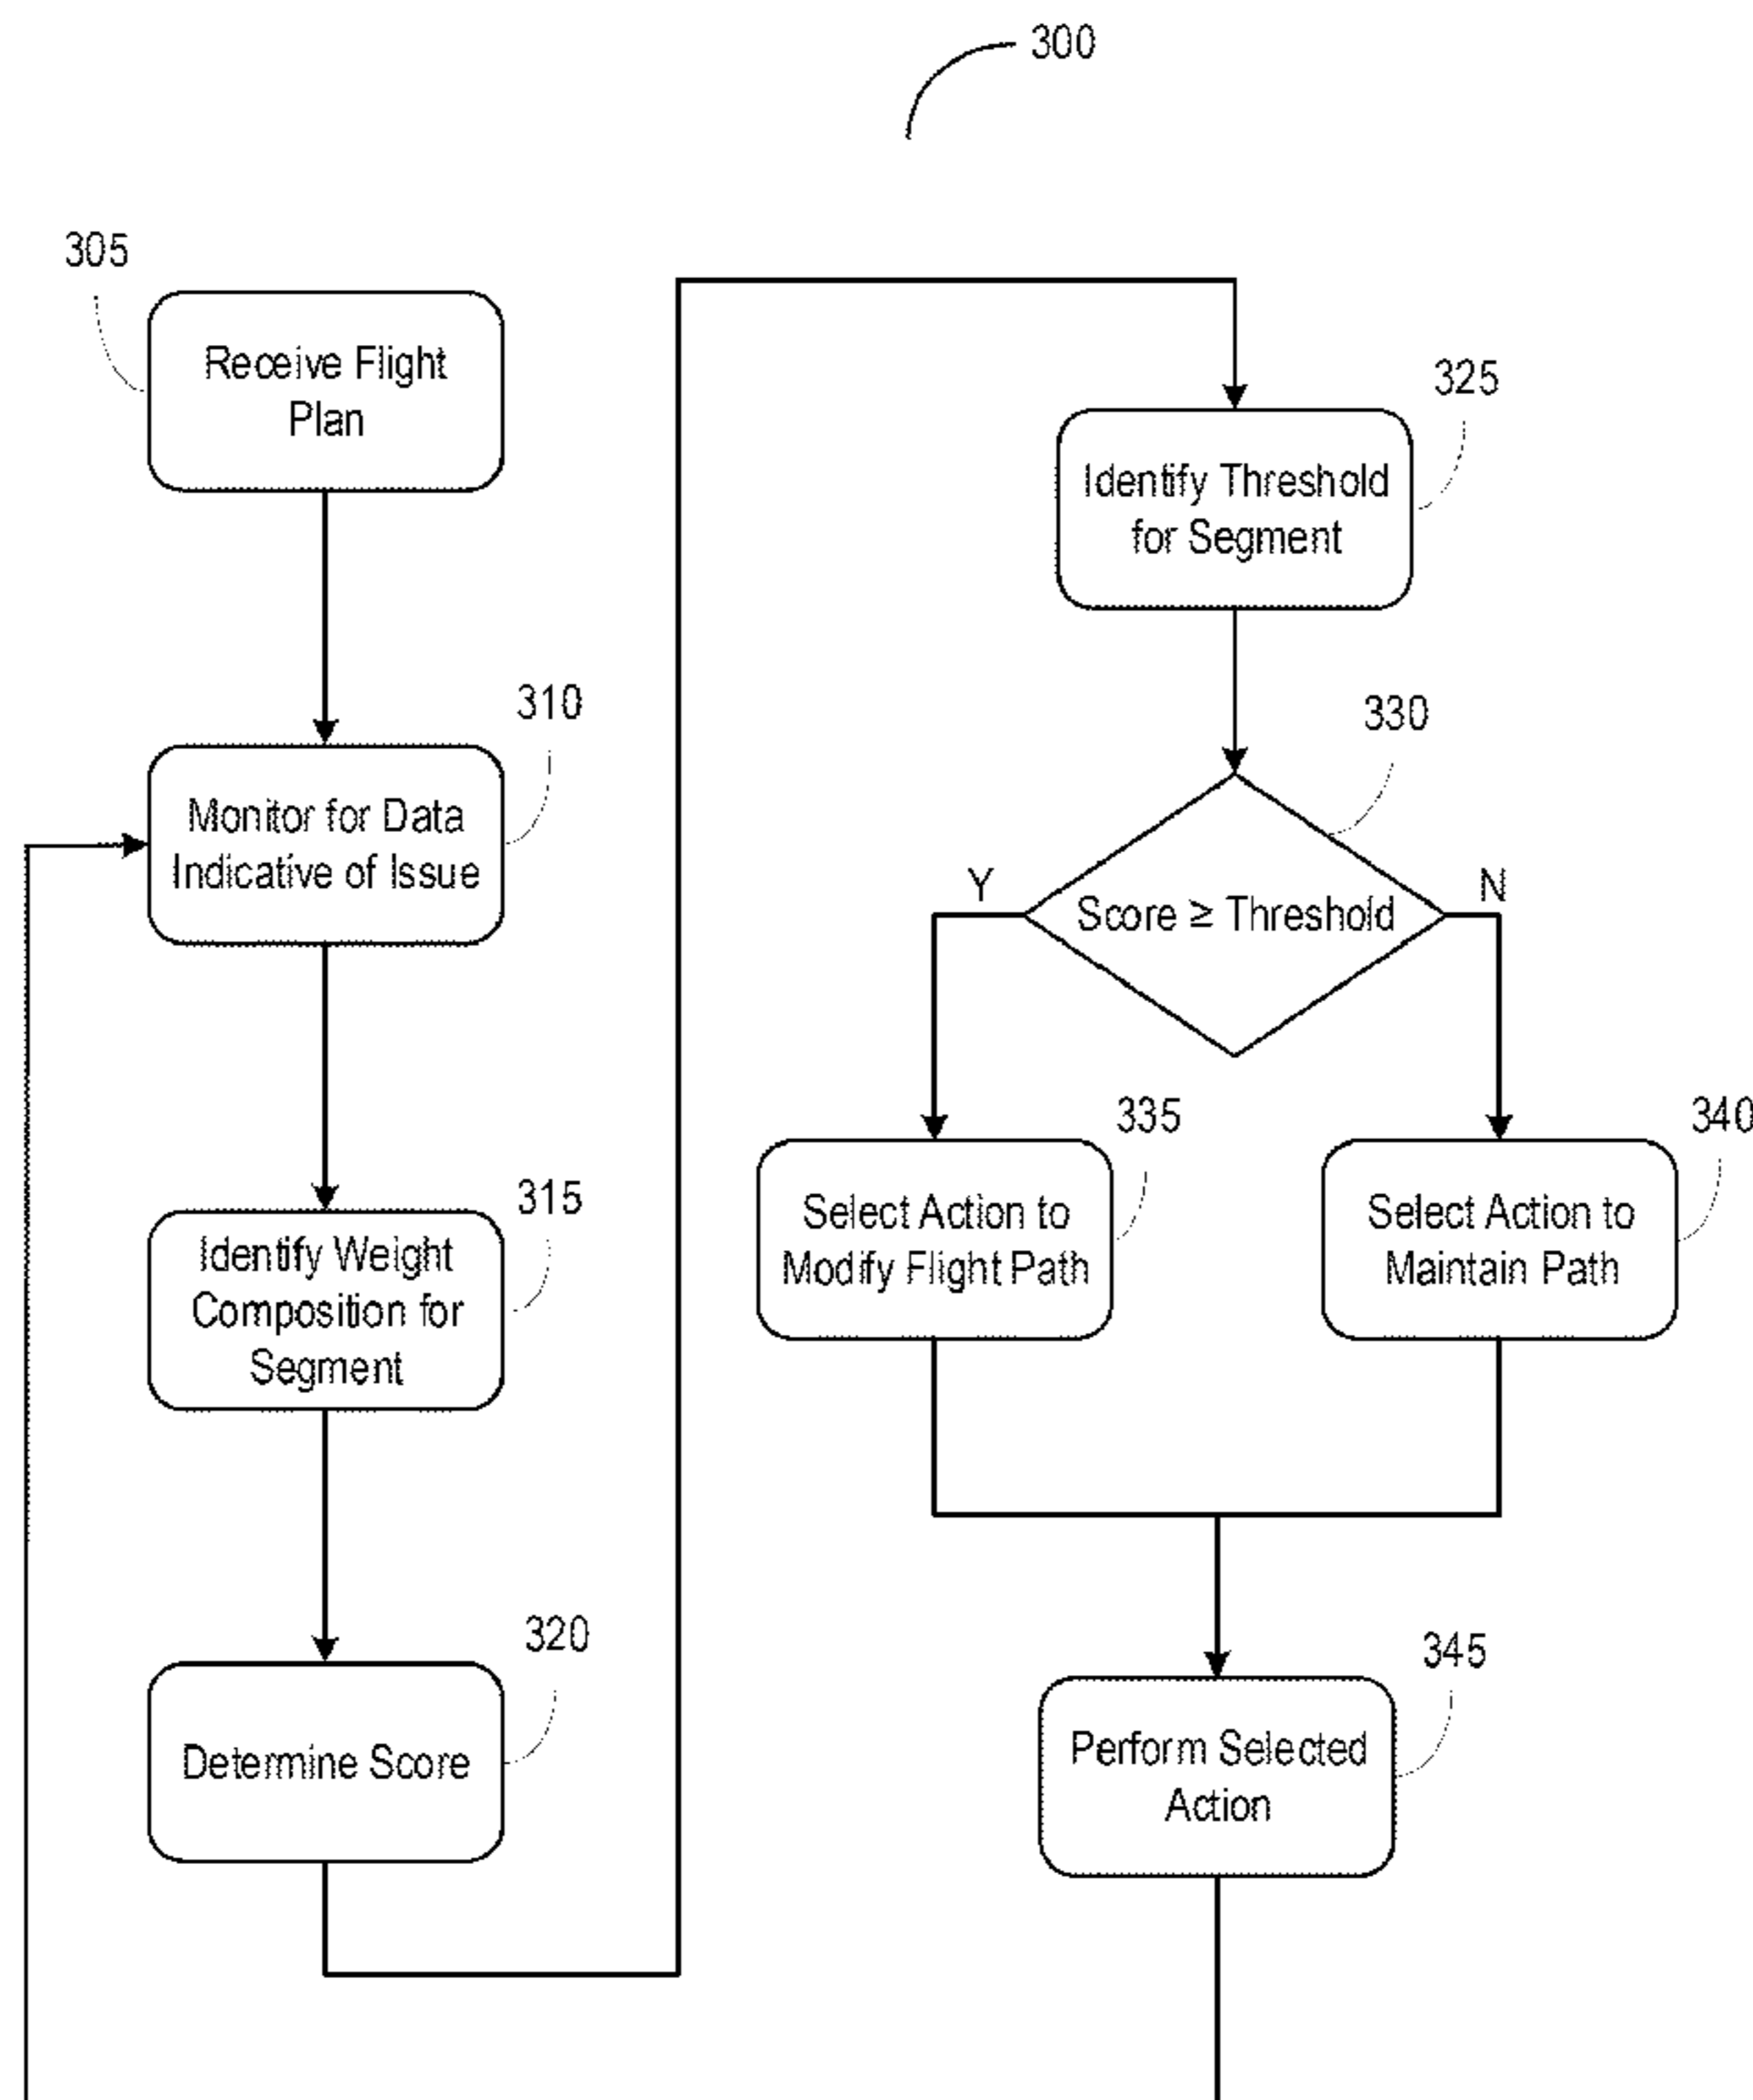 300
305
Receive Flight
Plan
310
Monitor for Data
Indicative of Issue
315
Identify Weight
Composition for
Segment
320
Determine Score
325
Identify Threshold
for Segment
330
Y
Score ≥ Threshold
N
335
Select Action to
Modify Flight Path
340
Select Action to
Maintain Path
345
Perform Selected
Action